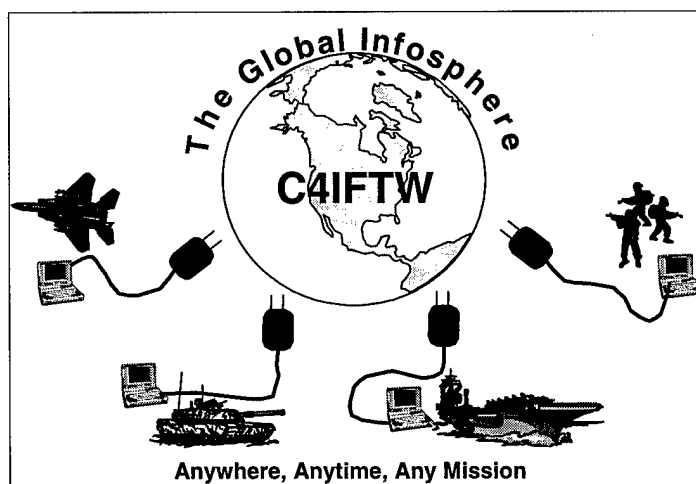 The Global Infosphere
C4IFTW
Anywhere, Anytime, Any Mission